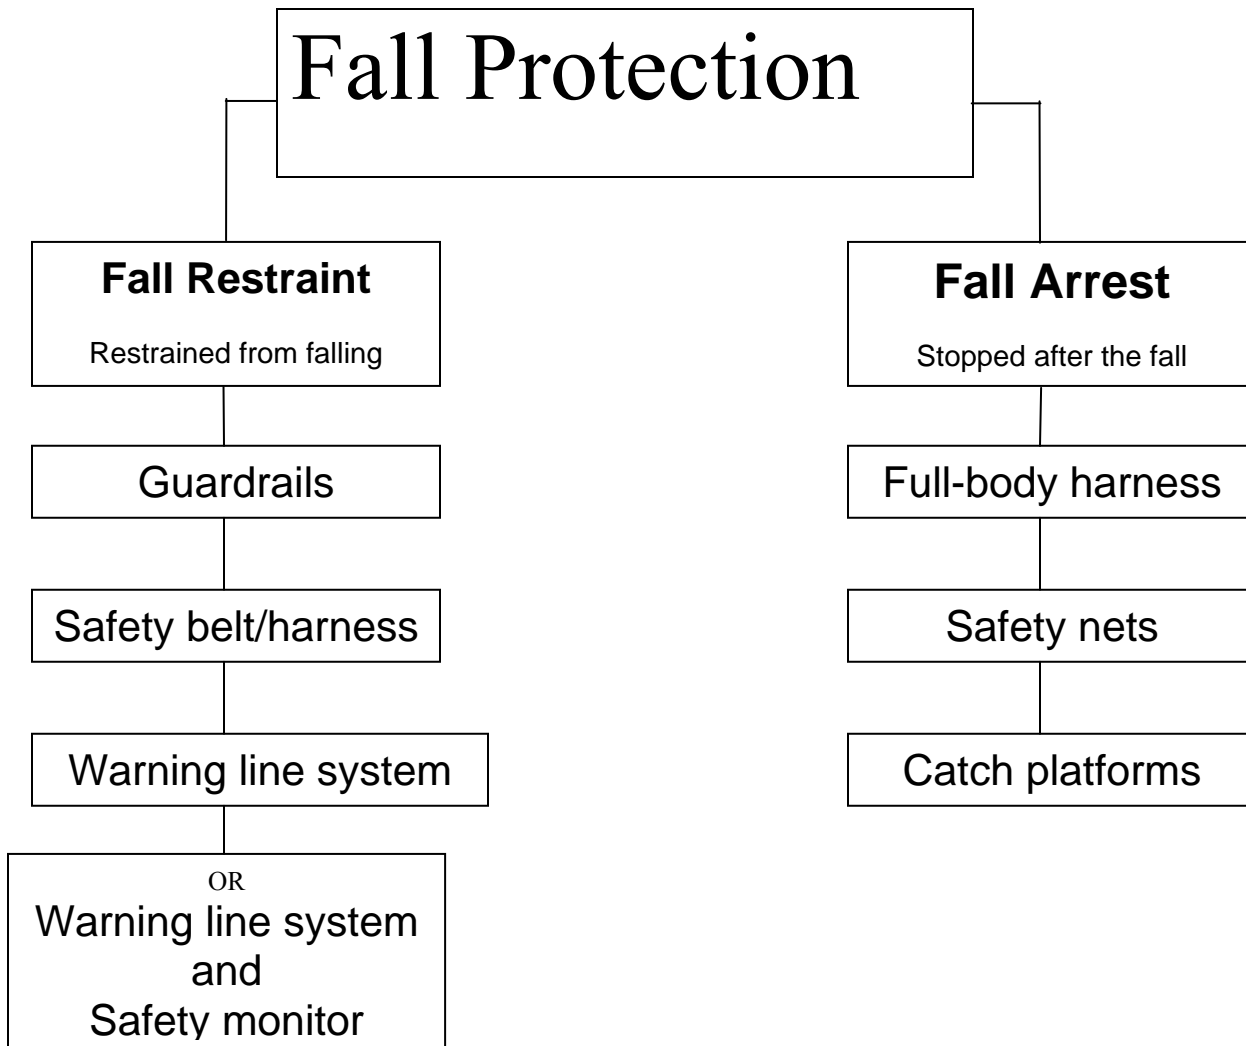 Fall Protection
Fall Restraint
Restrained from falling
Guardrails
Safety belt/harness
Warning line system
OR
Warning line system
and
Safety monitor
Fall Arrest
Stopped after the fall
Full-body harness
Safety nets
Catch platforms